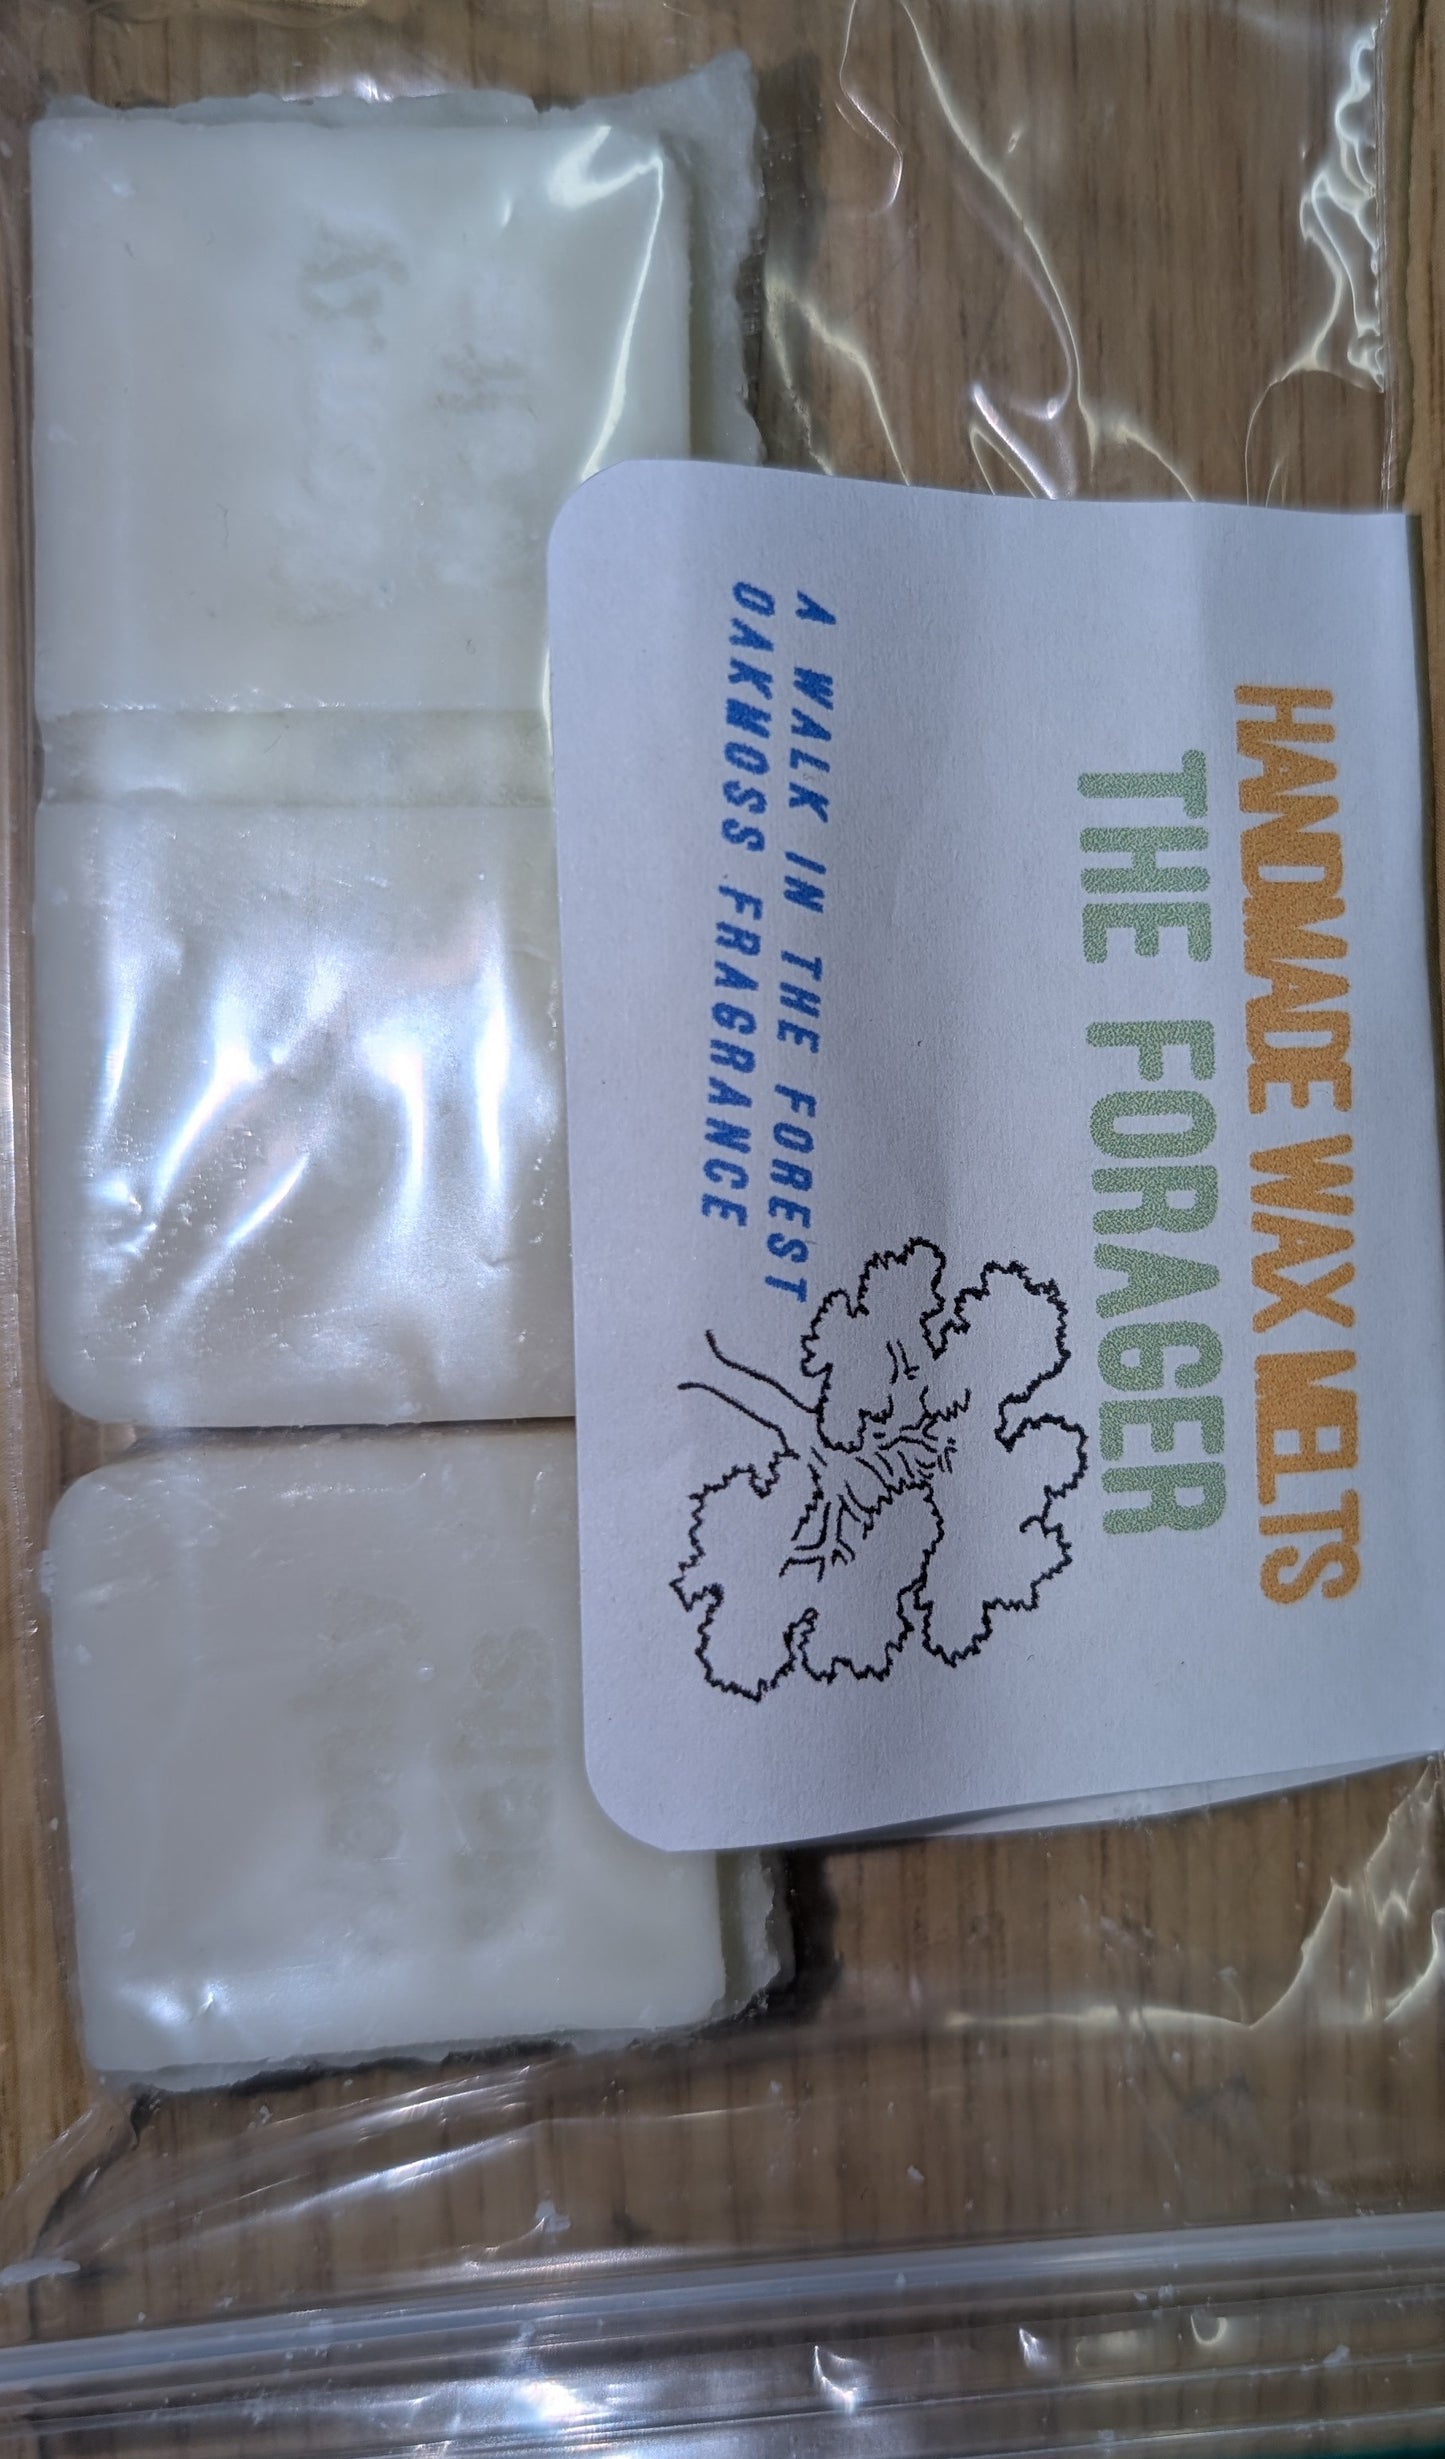 HANDMADE WAX MELTS
THE FORAGER
A WALK IN THE FOREST
OAKMOSS FRAGRANCE